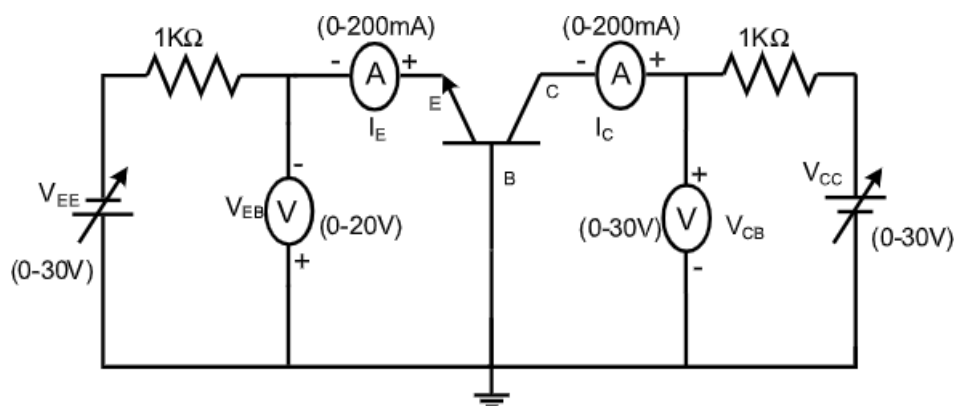 (0-200mA)
(0-200mA)
1KΩ
1KΩ
- A +
- A +
E
C
I_E
I_C
B
V_EE
-
V_EB
V
(0-20V)
+
(0-30V)
+
V
(0-30V)
V_CB
-
V_CC
(0-30V)